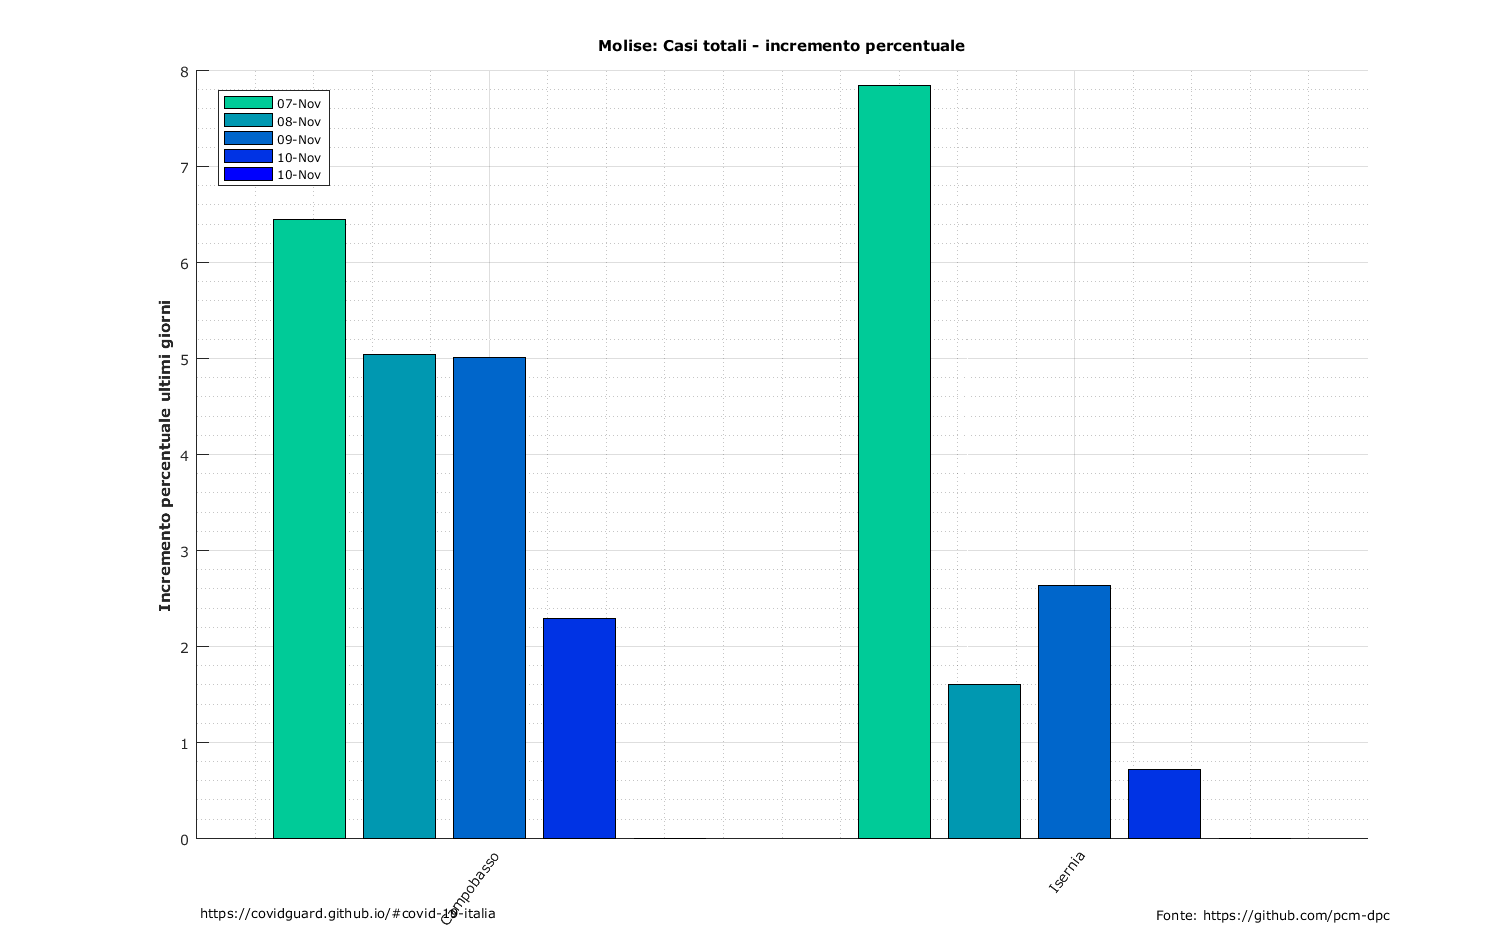 Molise: Casi totali - incremento percentuale
8
7
6
5
4
3
2
1
0
Incremento percentuale ultimi giorni
07-Nov
08-Nov
09-Nov
10-Nov
10-Nov
Campobasso
Isernia
https://covidguard.github.io/#covid-19-italia
Fonte: https://github.com/pcm-dpc